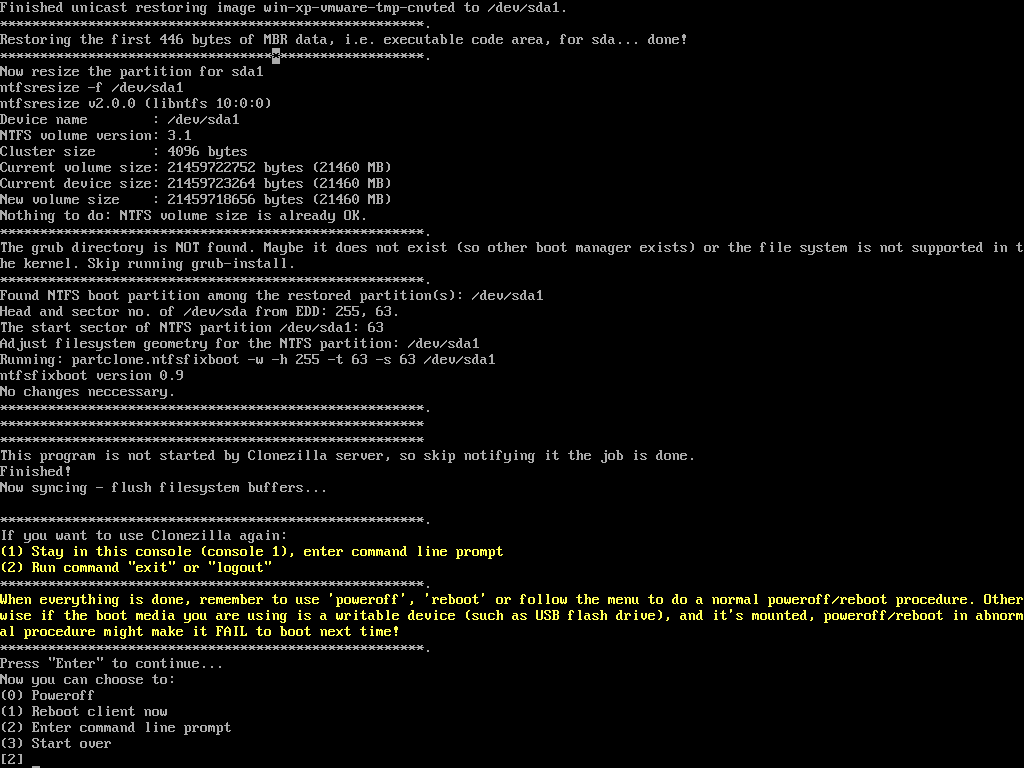 Finished unicast restoring image win-xp-vmware-tmp-cnvted to /dev/sda1.
*****************************************************.
Restoring the first 446 bytes of MBR data, i.e. executable code area, for sda... done!
*****************************************************.
Now resize the partition for sda1
ntfsresize -f /dev/sda1
ntfsresize v2.0.0 (libntfs 10:0:0)
Device name        : /dev/sda1
NTFS volume version: 3.1
Cluster size       : 4096 bytes
Current volume size: 21459722752 bytes (21460 MB)
Current device size: 21459723264 bytes (21460 MB)
New volume size    : 21459718656 bytes (21460 MB)
Nothing to do: NTFS volume size is already OK.
*****************************************************.
The grub directory is NOT found. Maybe it does not exist (so other boot manager exists) or the file system is not supported in t
he kernel. Skip running grub-install.
*****************************************************.
Found NTFS boot partition among the restored partition(s): /dev/sda1
Head and sector no. of /dev/sda from EDD: 255, 63.
The start sector of NTFS partition /dev/sda1: 63
Adjust filesystem geometry for the NTFS partition: /dev/sda1
Running: partclone.ntfsfixboot -w -h 255 -t 63 -s 63 /dev/sda1
ntfsfixboot version 0.9
No changes neccessary.
*****************************************************.
*****************************************************
*****************************************************
This program is not started by Clonezilla server, so skip notifying it the job is done.
Finished!
Now syncing - flush filesystem buffers...
*****************************************************.
If you want to use Clonezilla again:
(1) Stay in this console (console 1), enter command line prompt
(2) Run command "exit" or "logout"
*****************************************************.
When everything is done, remember to use 'poweroff', 'reboot' or follow the menu to do a normal poweroff/reboot procedure. Other
wise if the boot media you are using is a writable device (such as USB flash drive), and it's mounted, poweroff/reboot in abnorm
al procedure might make it FAIL to boot next time!
*****************************************************.
Press "Enter" to continue...
Now you can choose to:
(0) Poweroff
(1) Reboot client now
(2) Enter command line prompt
(3) Start over
[2] _